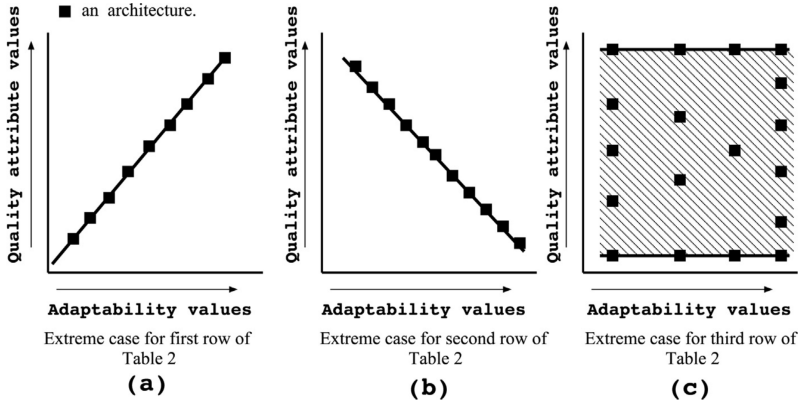 an architecture.
Quality attribute values
Adaptability values
Extreme case for first row of
Table 2
(a)
Quality attribute values
Adaptability values
Extreme case for second row of
Table 2
(b)
Quality attribute values
Adaptability values
Extreme case for third row of
Table 2
(c)